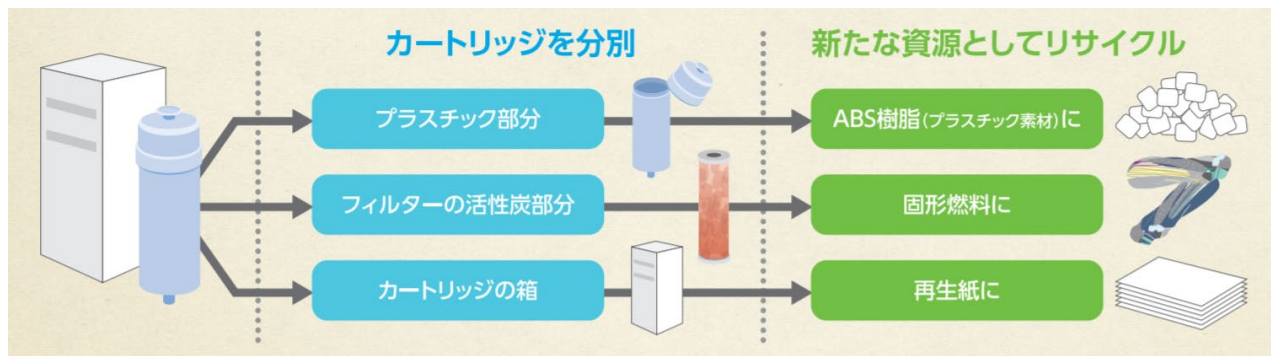 カートリッジを分別
新たな資源としてリサイクル
プラスチック部分
ABS樹脂(プラスチック素材)に
フィルターの活性炭部分
固形燃料に
カートリッジの箱
再生紙に